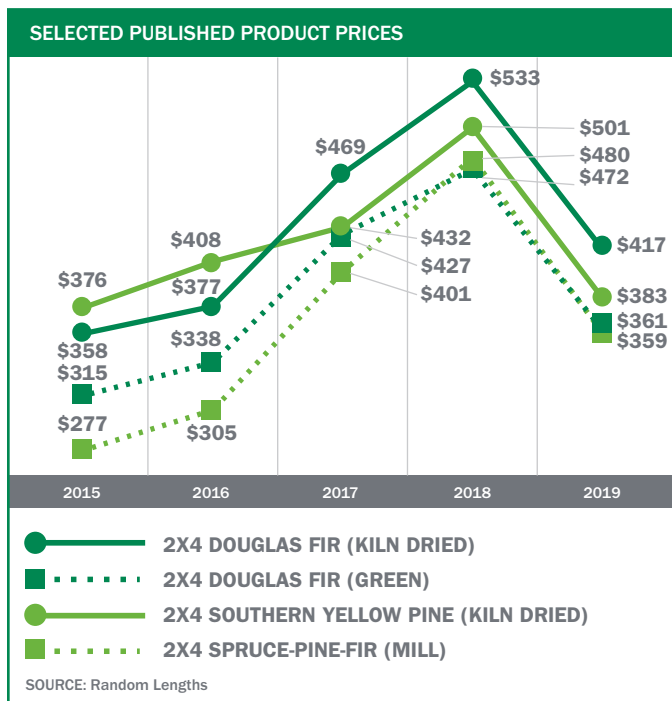 SELECTED PUBLISHED PRODUCT PRICES
$533
$501
$480
$472
$469
$408
$432
$417
$376
$377
$427
$401
$383
$358
$338
$361
$315
$359
$277
$305
2015 2016 2017 2018 2019
2X4 DOUGLAS FIR (KILN DRIED)
2X4 DOUGLAS FIR (GREEN)
2X4 SOUTHERN YELLOW PINE (KILN DRIED)
2X4 SPRUCE-PINE-FIR (MILL)
SOURCE: Random Lengths